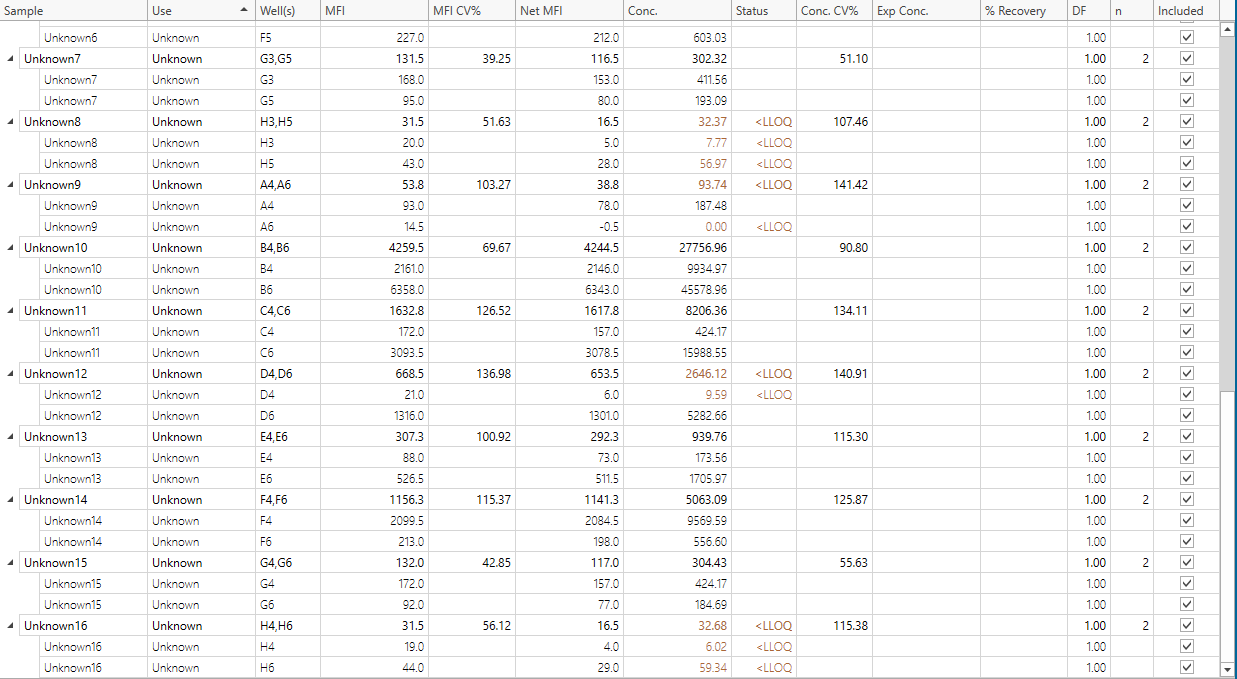 Sample Use Well(s) MFI MFI CV% Net MFI Conc. Status Conc. CV% Exp Conc. % Recovery DF n Included
Unknown6 Unknown F5 227.0 212.0 603.03 1.00
Unknown7 Unknown G3,G5 131.5 39.25 116.5 302.32 51.10 1.00 2
Unknown7 Unknown G3 168.0 153.0 411.56 1.00
Unknown7 Unknown G5 95.0 80.0 193.09 1.00
Unknown8 Unknown H3,H5 31.5 51.63 16.5 32.37 <LLOQ 107.46 1.00 2
Unknown8 Unknown H3 20.0 5.0 7.77 <LLOQ 1.00
Unknown8 Unknown H5 43.0 28.0 56.97 <LLOQ 1.00
Unknown9 Unknown A4,A6 53.8 103.27 38.8 93.74 <LLOQ 141.42 1.00 2
Unknown9 Unknown A4 93.0 78.0 187.48 1.00
Unknown9 Unknown A6 14.5 -0.5 0.00 <LLOQ 1.00
Unknown10 Unknown B4,B6 4259.5 69.67 4244.5 27756.96 90.80 1.00 2
Unknown10 Unknown B4 2161.0 2146.0 9934.97 1.00
Unknown10 Unknown B6 6358.0 6343.0 45578.96 1.00
Unknown11 Unknown C4,C6 1632.8 126.52 1617.8 8206.36 134.11 1.00 2
Unknown11 Unknown C4 172.0 157.0 424.17 1.00
Unknown11 Unknown C6 3093.5 3078.5 15988.55 1.00
Unknown12 Unknown D4,D6 668.5 136.98 653.5 2646.12 <LLOQ 140.91 1.00 2
Unknown12 Unknown D4 21.0 6.0 9.59 <LLOQ 1.00
Unknown12 Unknown D6 1316.0 1301.0 5282.66 1.00
Unknown13 Unknown E4,E6 307.3 100.92 292.3 939.76 115.30 1.00 2
Unknown13 Unknown E4 88.0 73.0 173.56 1.00
Unknown13 Unknown E6 526.5 511.5 1705.97 1.00
Unknown14 Unknown F4,F6 1156.3 115.37 1141.3 5063.09 125.87 1.00 2
Unknown14 Unknown F4 2099.5 2084.5 9569.59 1.00
Unknown14 Unknown F6 213.0 198.0 556.60 1.00
Unknown15 Unknown G4,G6 132.0 42.85 117.0 304.43 55.63 1.00 2
Unknown15 Unknown G4 172.0 157.0 424.17 1.00
Unknown15 Unknown G6 92.0 77.0 184.69 1.00
Unknown16 Unknown H4,H6 31.5 56.12 16.5 32.68 <LLOQ 115.38 1.00 2
Unknown16 Unknown H4 19.0 4.0 6.02 <LLOQ 1.00
Unknown16 Unknown H6 44.0 29.0 59.34 <LLOQ 1.00